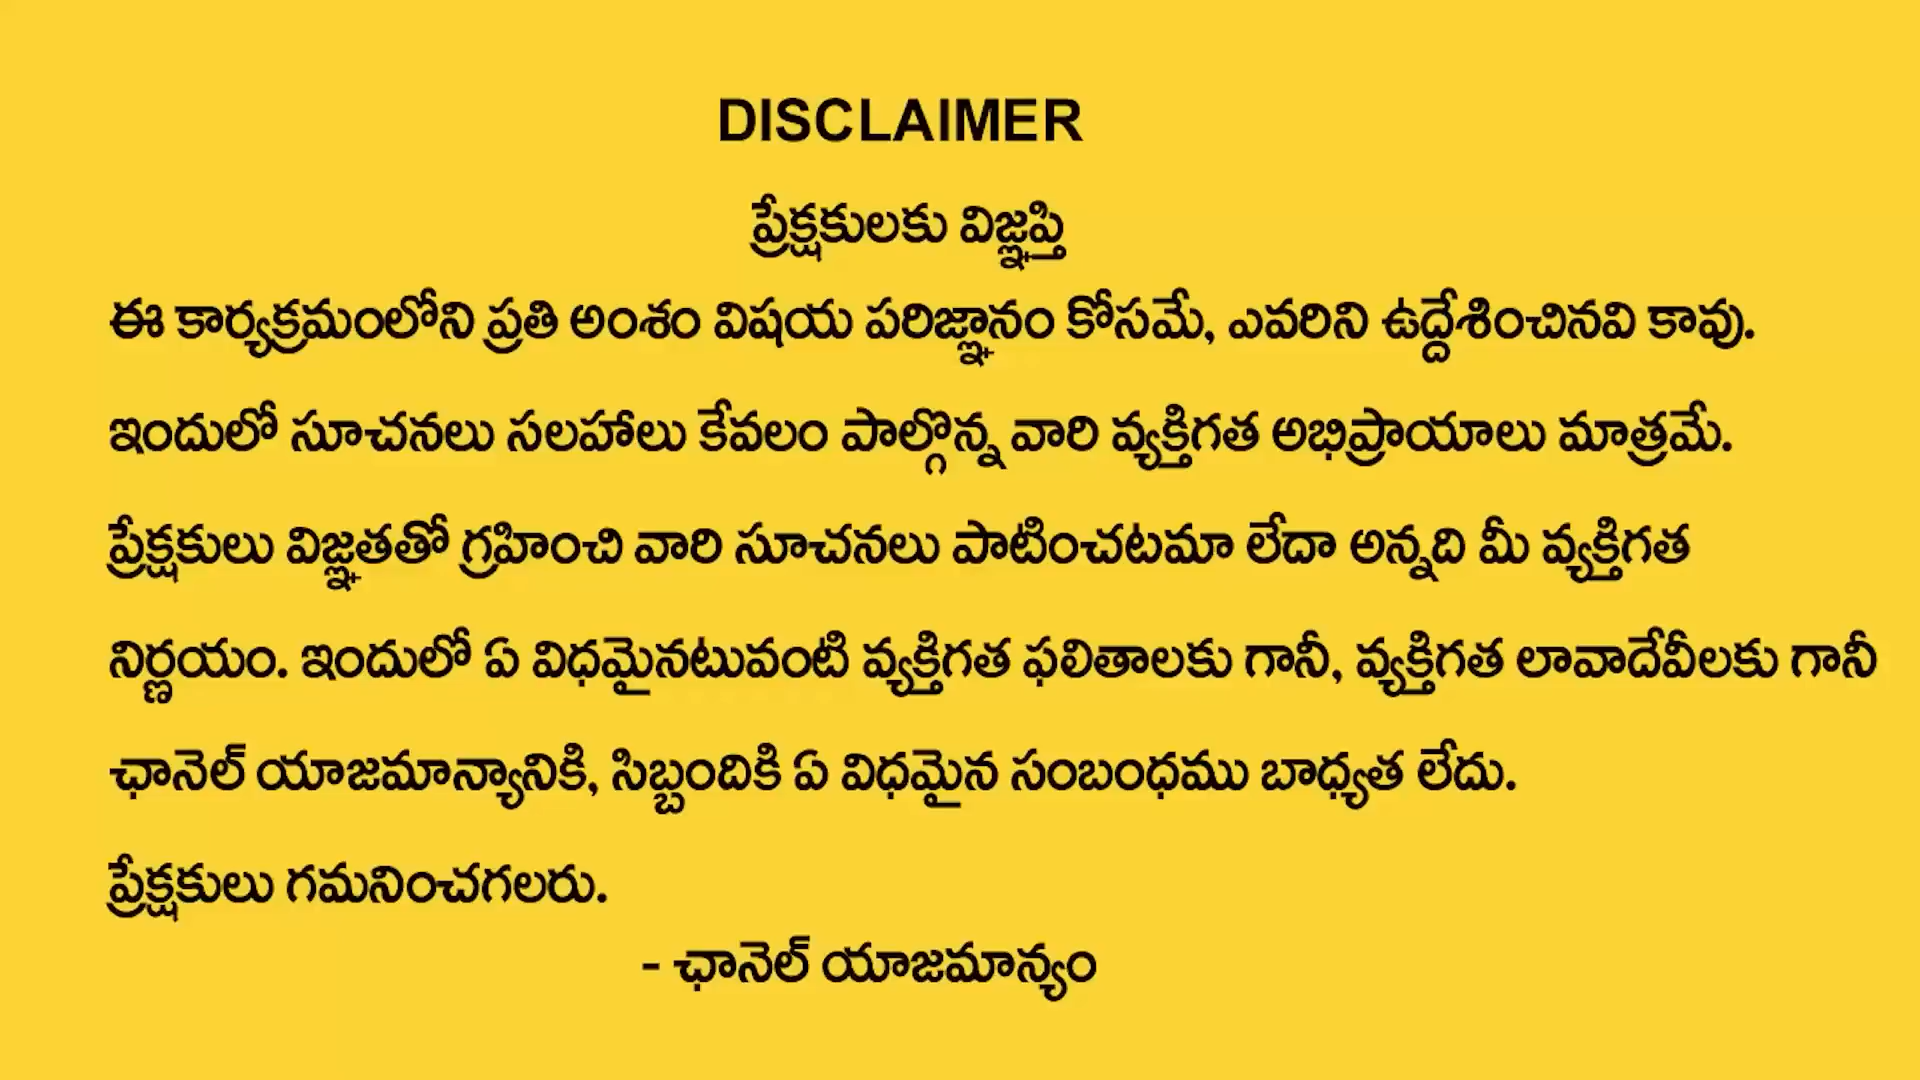 DISCLAIMER
ప్రేక్షకులకు విజ్ఞప్తి
ఈ కార్యక్రమంలోని ప్రతి అంశం విషయ పరిజ్ఞానం కోసమే, ఎవరిని ఉద్దేశించినవి కావు.
ఇందులో సూచనలు సలహాలు కేవలం పాల్గొన్న వారి వ్యక్తిగత అభిప్రాయాలు మాత్రమే.
ప్రేక్షకులు విజ్ఞతతో గ్రహించి వారి సూచనలు పాటించటమా లేదా అన్నది మీ వ్యక్తిగత
నిర్ణయం. ఇందులో ఏ విధమైనటువంటి వ్యక్తిగత ఫలితాలకు గానీ, వ్యక్తిగత లావాదేవీలకు గానీ
ఛానెల్ యాజమాన్యానికి, సిబ్బందికి ఏ విధమైన సంబంధము బాధ్యత లేదు.
ప్రేక్షకులు గమనించగలరు.
- ఛానెల్ యాజమాన్యం